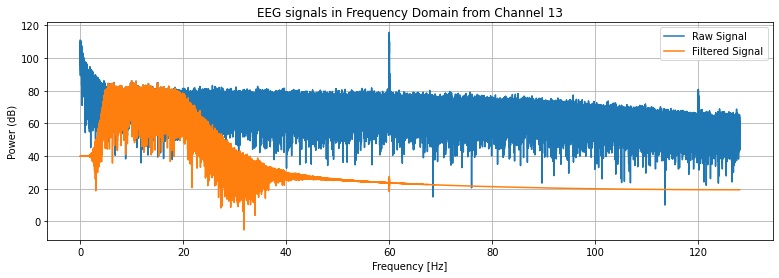 EEG signals in Frequency Domain from Channel 13
Raw Signal
Filtered Signal
Power (dB)
120
100
80
60
40
20
0
0 20 40 60 80 100 120
Frequency [Hz]